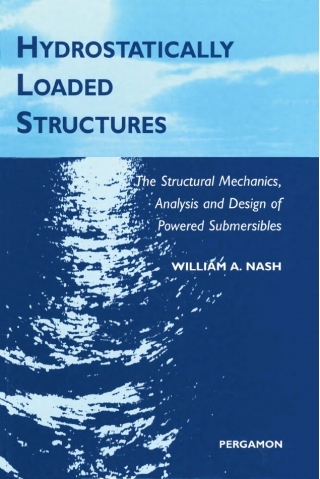 HYDROSTATICALLY
LOADED
STRUCTURES
The Structural Mechanics,
Analysis and Design of
Powered Submersibles
WILLIAM A. NASH
PERGAMON